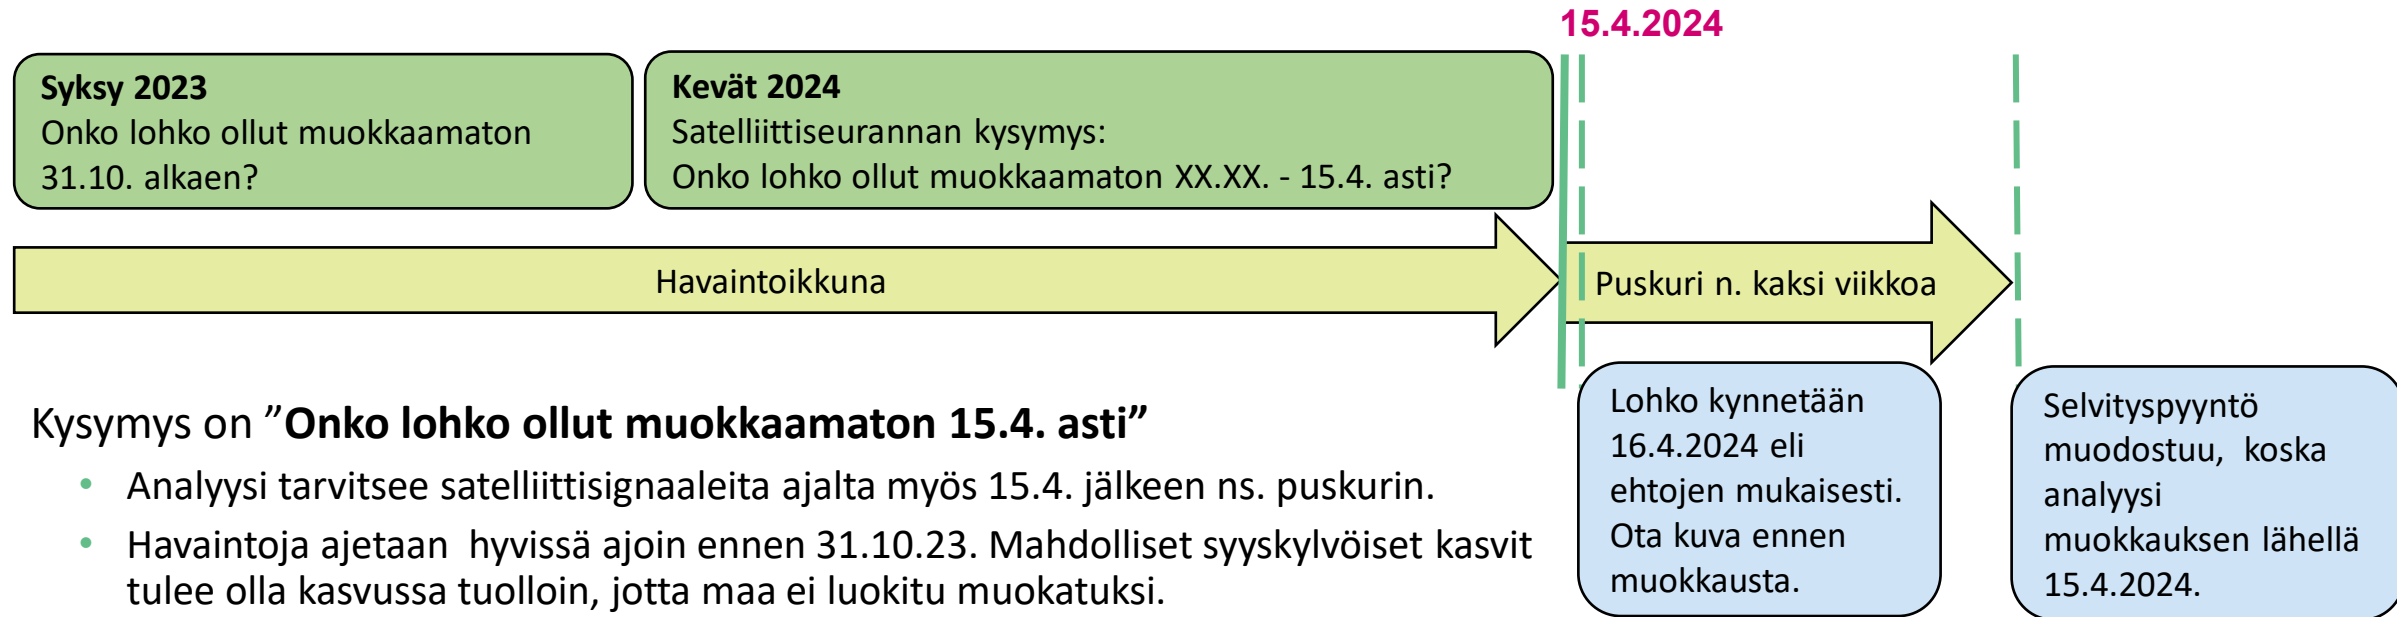 15.4.2024
Syksy 2023
Onko lohko ollut muokkaamaton
31.10. alkaen?
Kevät 2024
Satelliittiseurannan kysymys:
Onko lohko ollut muokkaamaton XX.XX. - 15.4. asti?
Havaintoikkuna
Puskuri n. kaksi viikkoa
Kysymys on ”Onko lohko ollut muokkaamaton 15.4. asti”
• Analyysi tarvitsee satelliittisignaaleita ajalta myös 15.4. jälkeen ns. puskurin.
• Havaintoja ajetaan hyvissä ajoin ennen 31.10.23. Mahdolliset syyskylvöiset kasvit
tulee olla kasvussa tuolloin, jotta maa ei luokitu muokatuksi.
Lohko kynnetään
16.4.2024 eli
ehtojen mukaisesti.
Ota kuva ennen
muokkausta.
Selvityspyyntö
muodostuu, koska
analyysi
muokkauksen lähellä
15.4.2024.